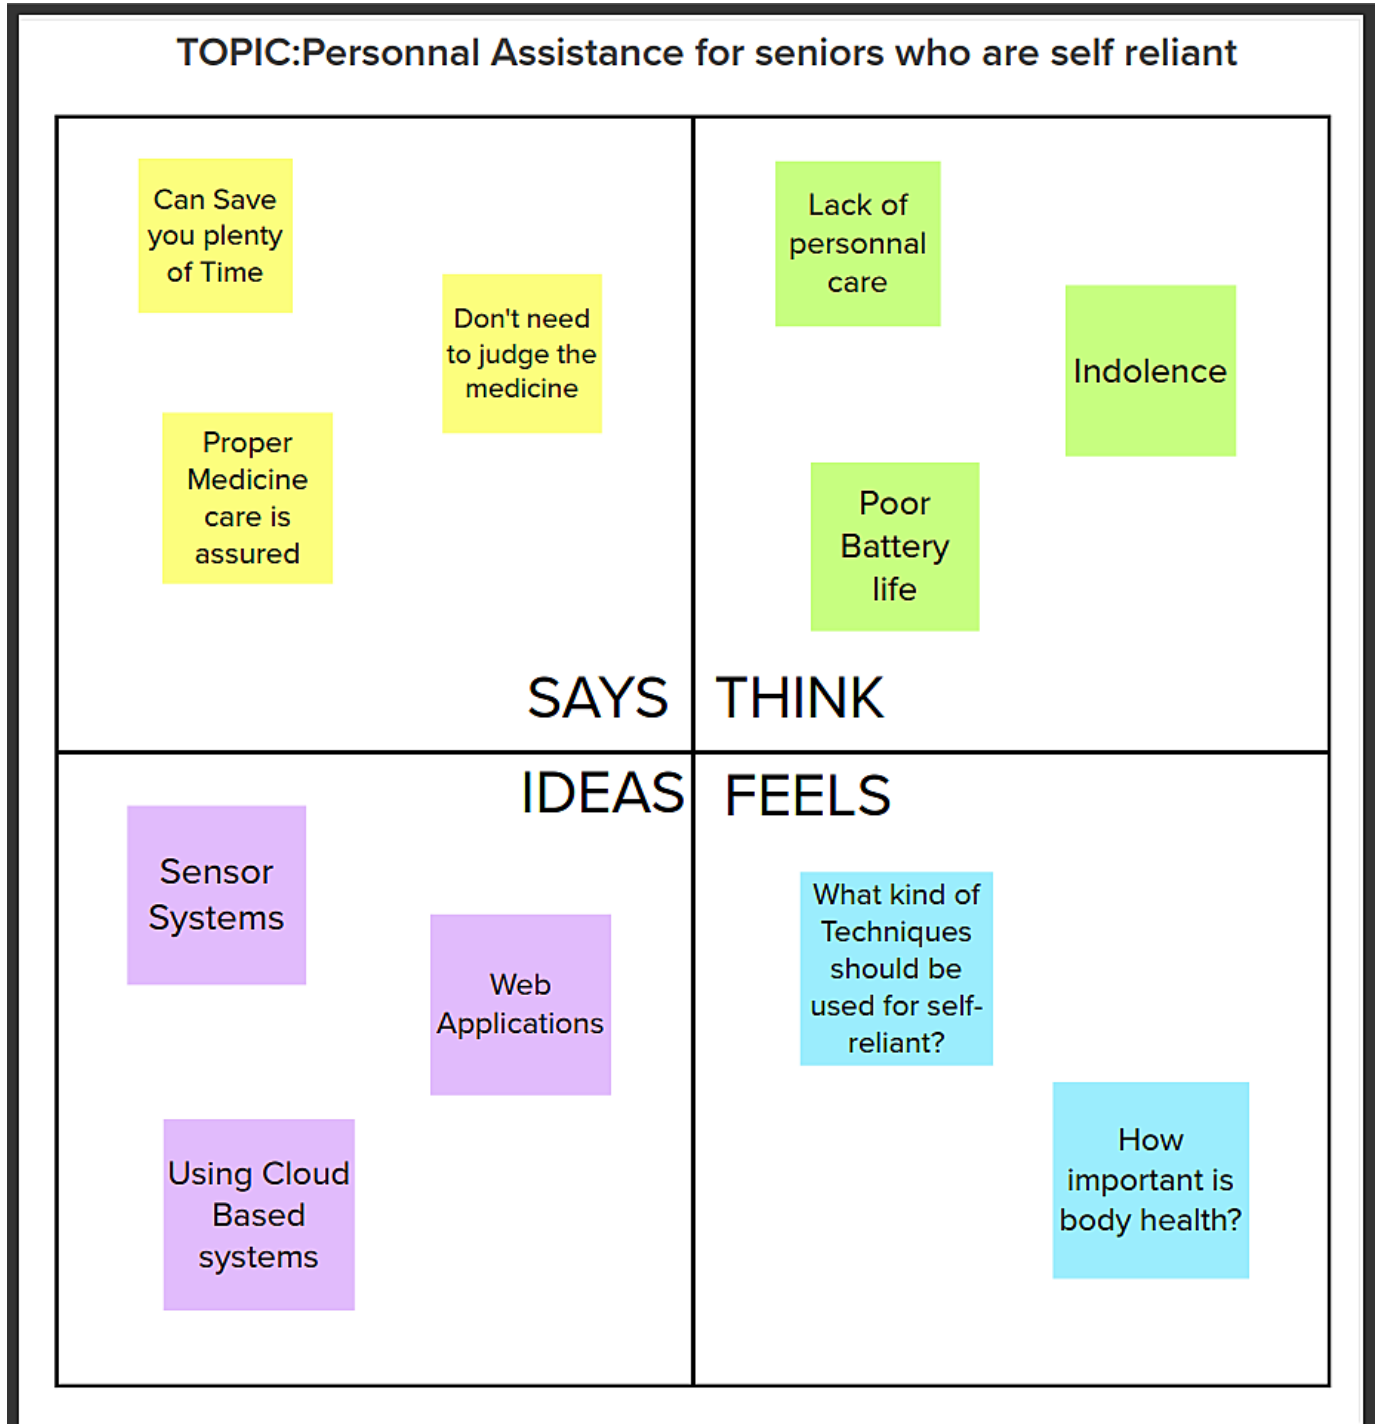 TOPIC:Personnal Assistance for seniors who are self reliant
Can Save
you plenty
of Time
Don't need
to judge the
medicine
Proper
Medicine
care is
assured
SAYS
Lack of
personnal
care
Indolence
Poor
Battery
life
THINK
IDEAS
Sensor
Systems
Web
Applications
Using Cloud
Based
systems
FEELS
What kind of
Techniques
should be
used for self-
reliant?
How
important is
body health?